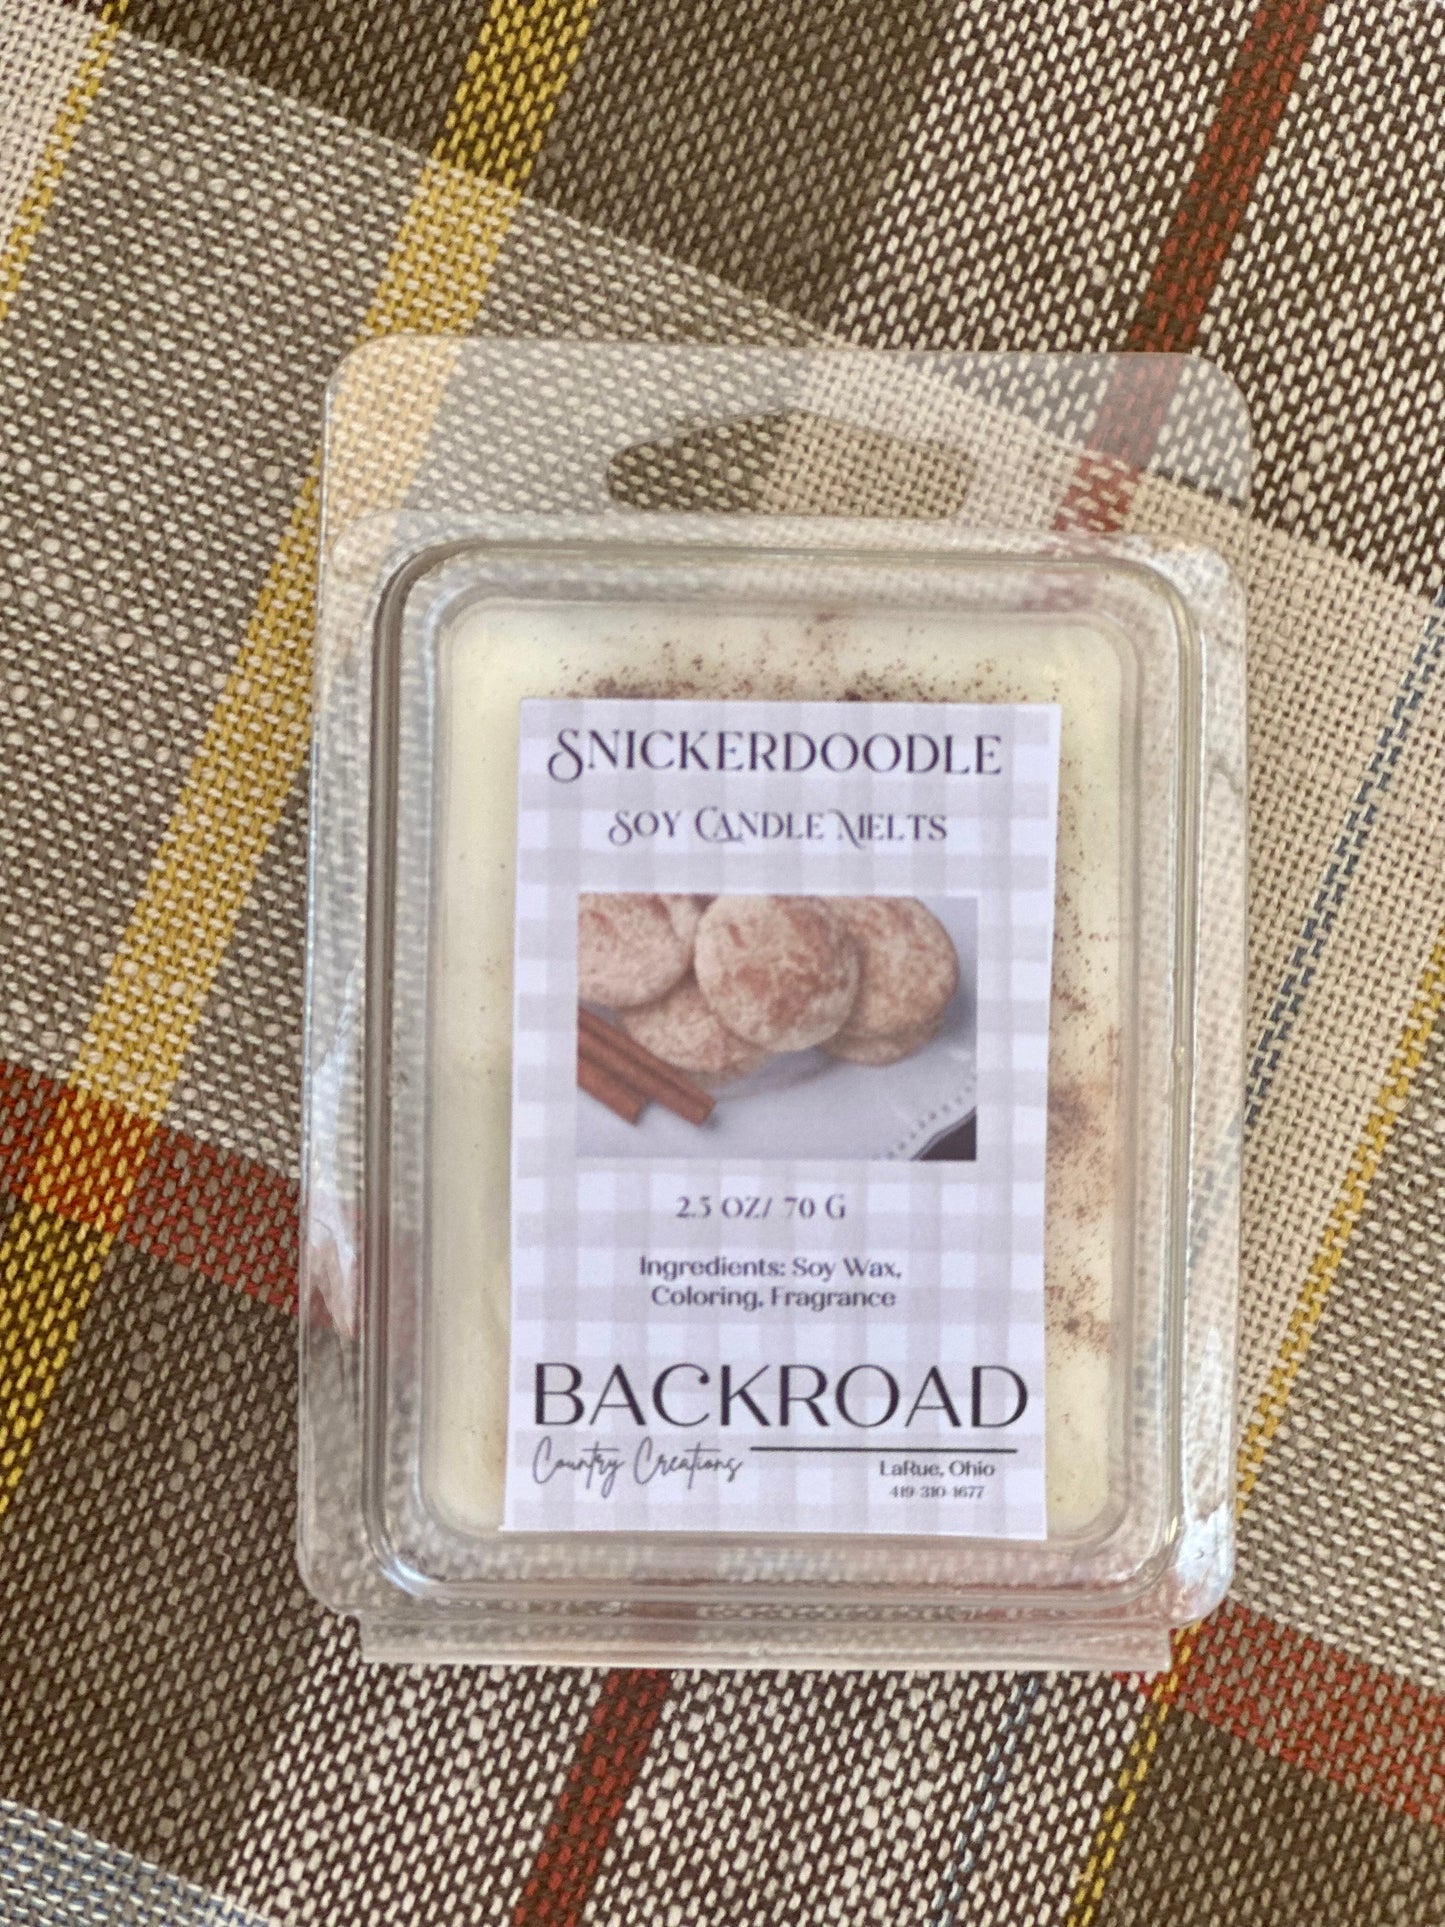 SNICKERDOODLE
SOY CANDLE MELTS
2.5 OZ/ 70 G
Ingredients: Soy Wax,
Coloring, Fragrance
BACKROAD
Country Creations
LaRue, Ohio
419-310-1677